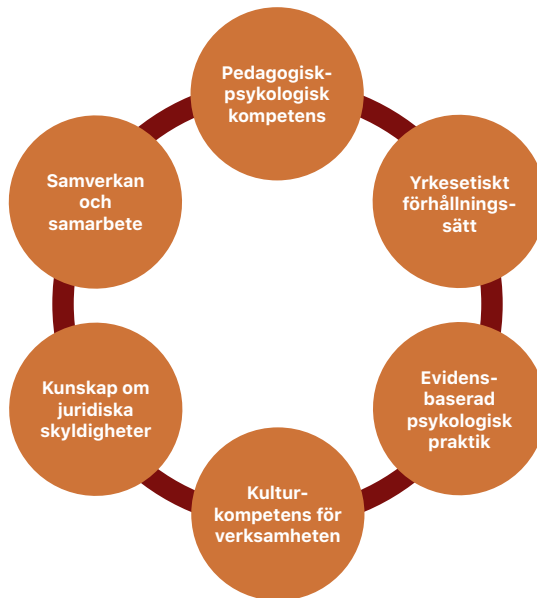 Pedagogisk-
psykologisk
kompetens
Yrkesetiskt
förhållnings-
sätt
Evidens-
baserad
psykologisk
praktik
Kultur-
kompetens för
verksamheten
Kunskap om
juridiska
skyldigheter
Samverkan
och
samarbete